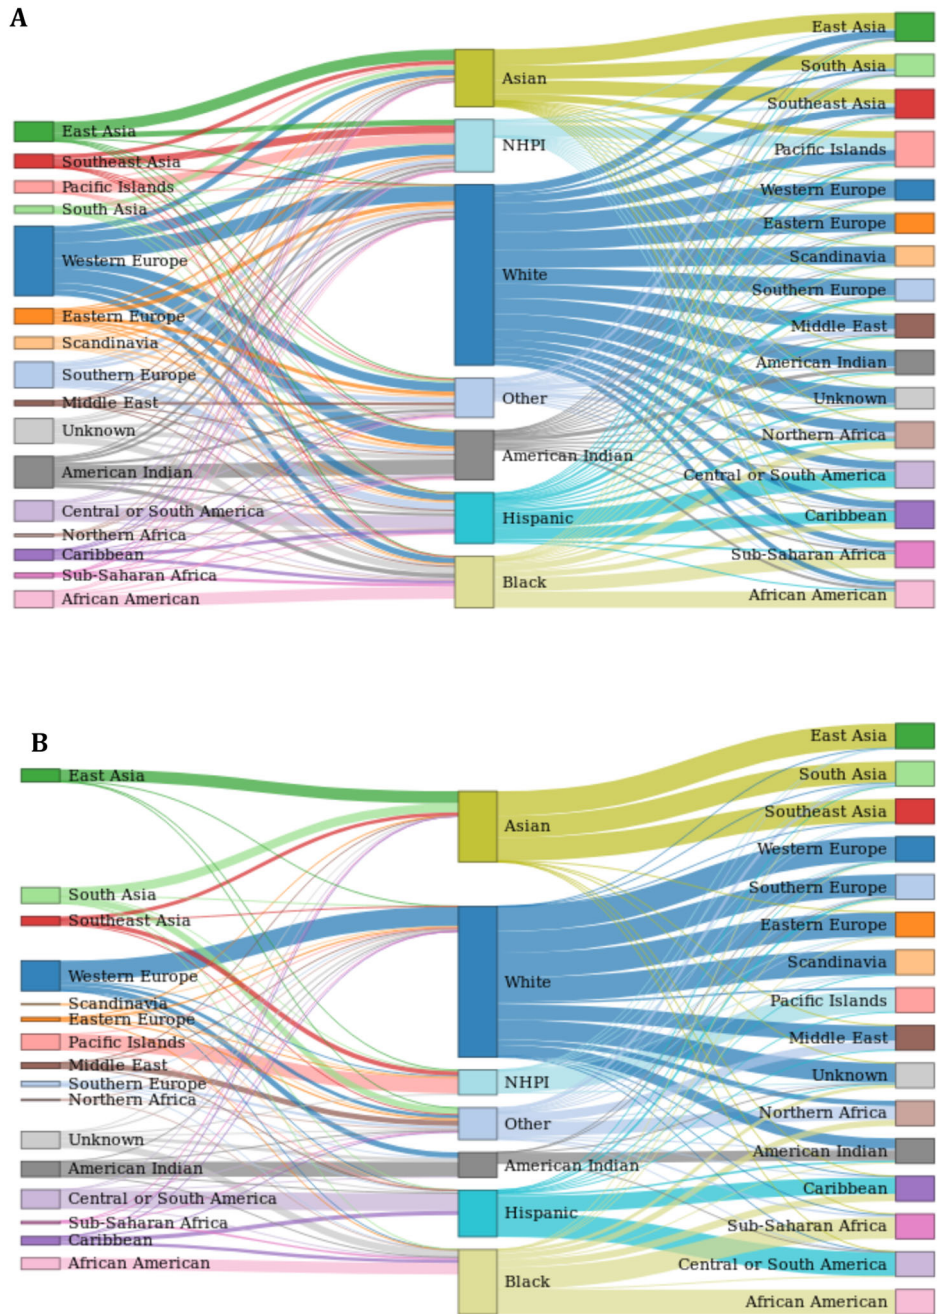 A
East Asia
Southeast Asia
Pacific Islands
South Asia
Western Europe
Eastern Europe
Scandinavia
Southern Europe
Middle East
Unknown
American Indian
Central or South America
Northern Africa
Caribbean
Sub-Saharan Africa
African American
Asian
NHPI
White
Other
American Indian
Hispanic
Black
East Asia
South Asia
Southeast Asia
Pacific Islands
Western Europe
Eastern Europe
Scandinavia
Southern Europe
Middle East
American Indian
Unknown
Northern Africa
Central or South America
Caribbean
Sub-Saharan Africa
African American
B
East Asia
South Asia
Southeast Asia
Western Europe
Scandinavia
Eastern Europe
Pacific Islands
Middle East
Southern Europe
Northern Africa
Unknown
American Indian
Central or South America
Sub-Saharan Africa
Caribbean
African American
Asian
White
NHPI
Other
American Indian
Hispanic
Black
East Asia
South Asia
Southeast Asia
Western Europe
Southern Europe
Eastern Europe
Scandinavia
Pacific Islands
Middle East
Unknown
Northern Africa
American Indian
Caribbean
Sub-Saharan Africa
Central or South America
African American